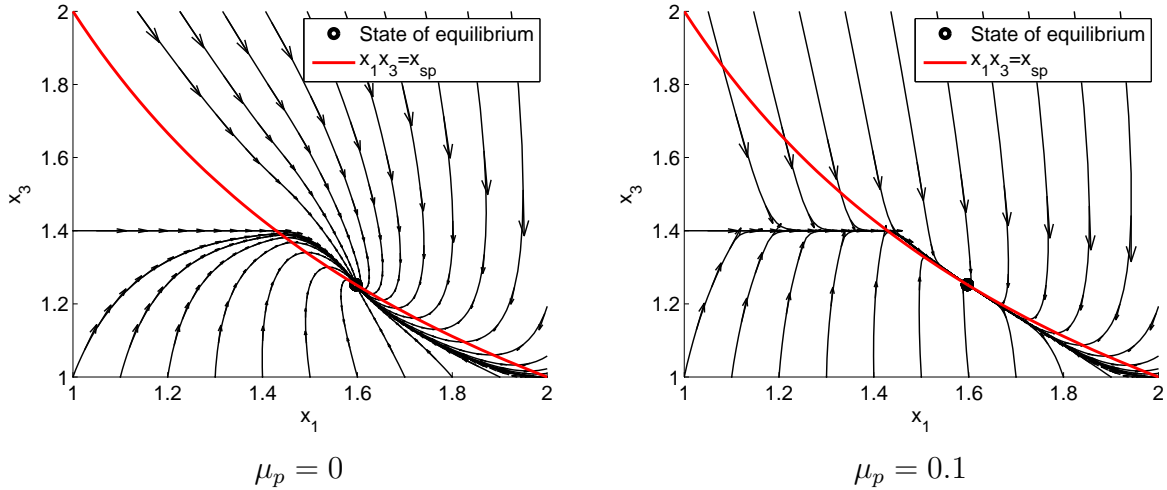 2
1.8
1.6
1.4
1.2
1
x₃
1
1.2
1.4
1.6
1.8
2
x₁
State of equilibrium
x₁x₃=xₛₚ
μₚ = 0
2
1.8
1.6
1.4
1.2
1
x₃
1
1.2
1.4
1.6
1.8
2
x₁
State of equilibrium
x₁x₃=xₛₚ
μₚ = 0.1